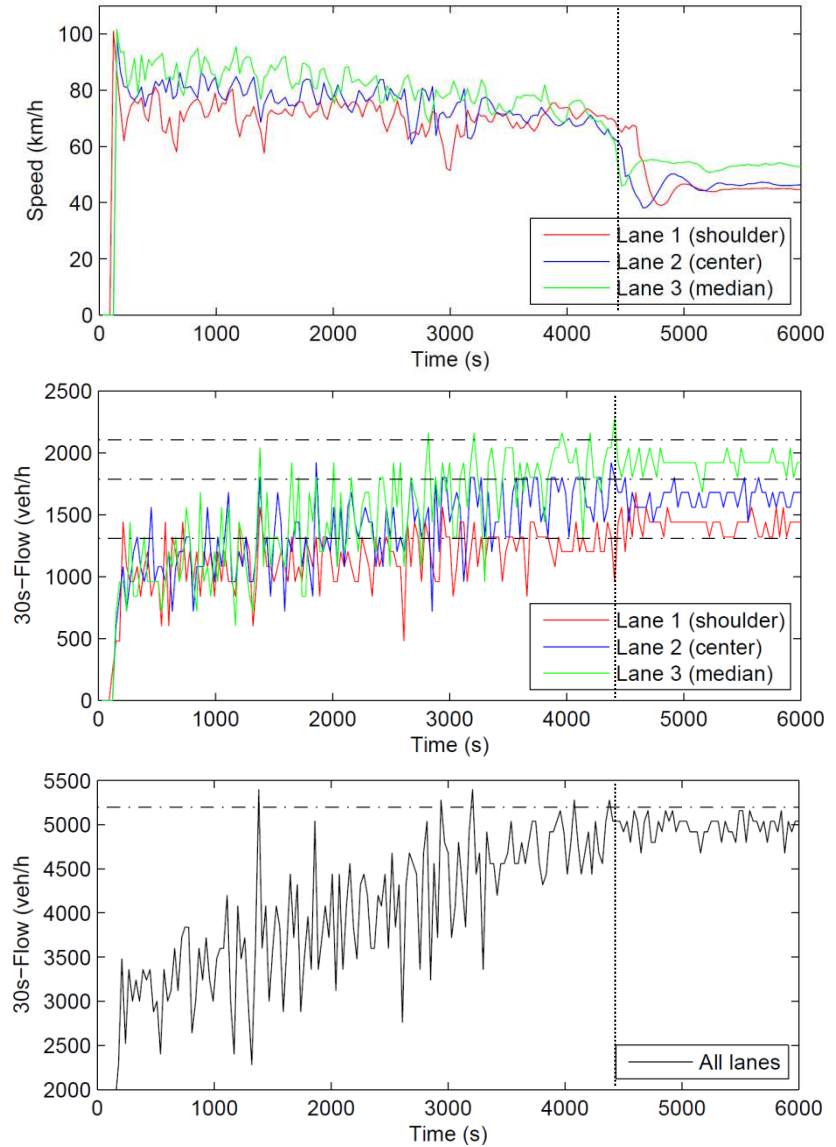 100
80
60
40
20
0
Speed (km/h)
Lane 1 (shoulder)
Lane 2 (center)
Lane 3 (median)
0 1000 2000 3000 4000 5000 6000
Time (s)
2500
2000
1500
1000
500
0
30s-Flow (veh/h)
Lane 1 (shoulder)
Lane 2 (center)
Lane 3 (median)
0 1000 2000 3000 4000 5000 6000
Time (s)
5500
5000
4500
4000
3500
3000
2500
2000
30s-Flow (veh/h)
All lanes
0 1000 2000 3000 4000 5000 6000
Time (s)